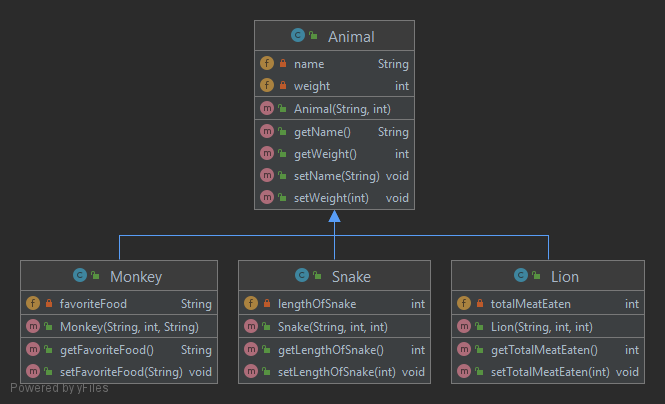 Animal
name String
weight int
Animal(String, int)
getName() String
getWeight() int
setName(String) void
setWeight(int) void
Monkey
favoriteFood String
Monkey(String, int, String)
getFavoriteFood() String
setFavoriteFood(String) void
Snake
lengthOfSnake int
Snake(String, int, int)
getLengthOfSnake() int
setLengthOfSnake(int) void
Lion
totalMeatEaten int
Lion(String, int, int)
getTotalMeatEaten() int
setTotalMeatEaten(int) void
Powered by yFiles